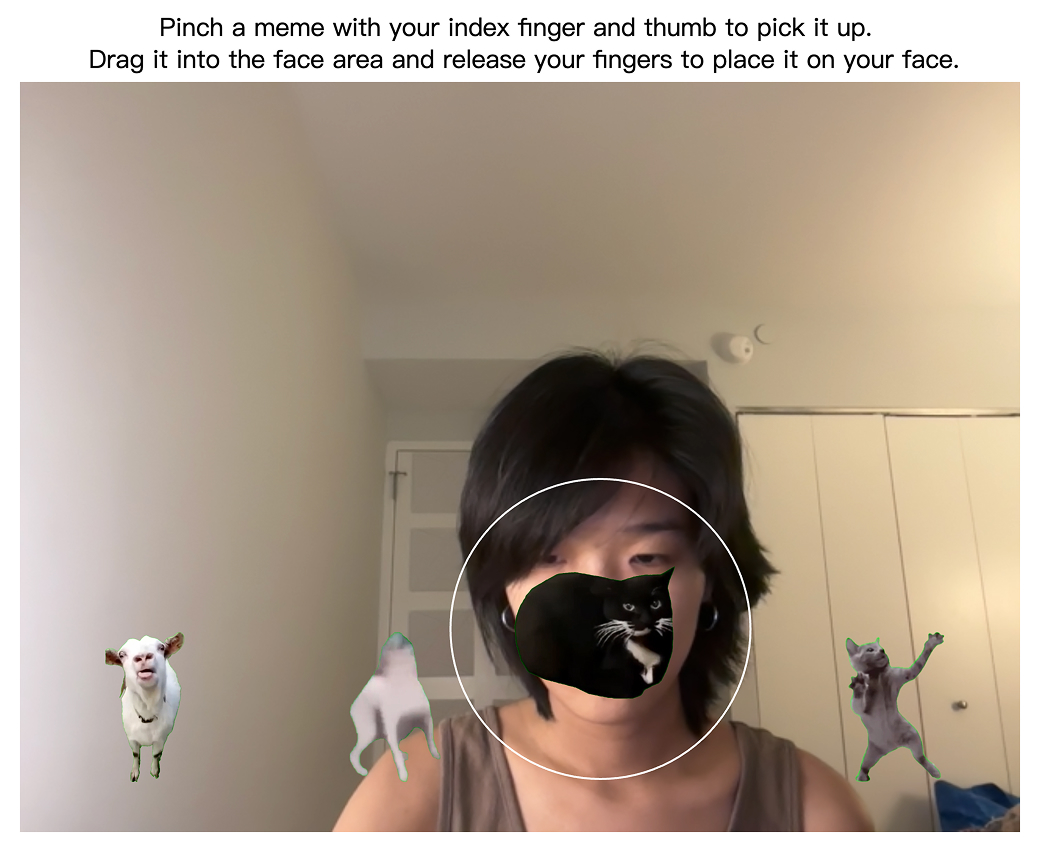 Pinch a meme with your index finger and thumb to pick it up.
Drag it into the face area and release your fingers to place it on your face.